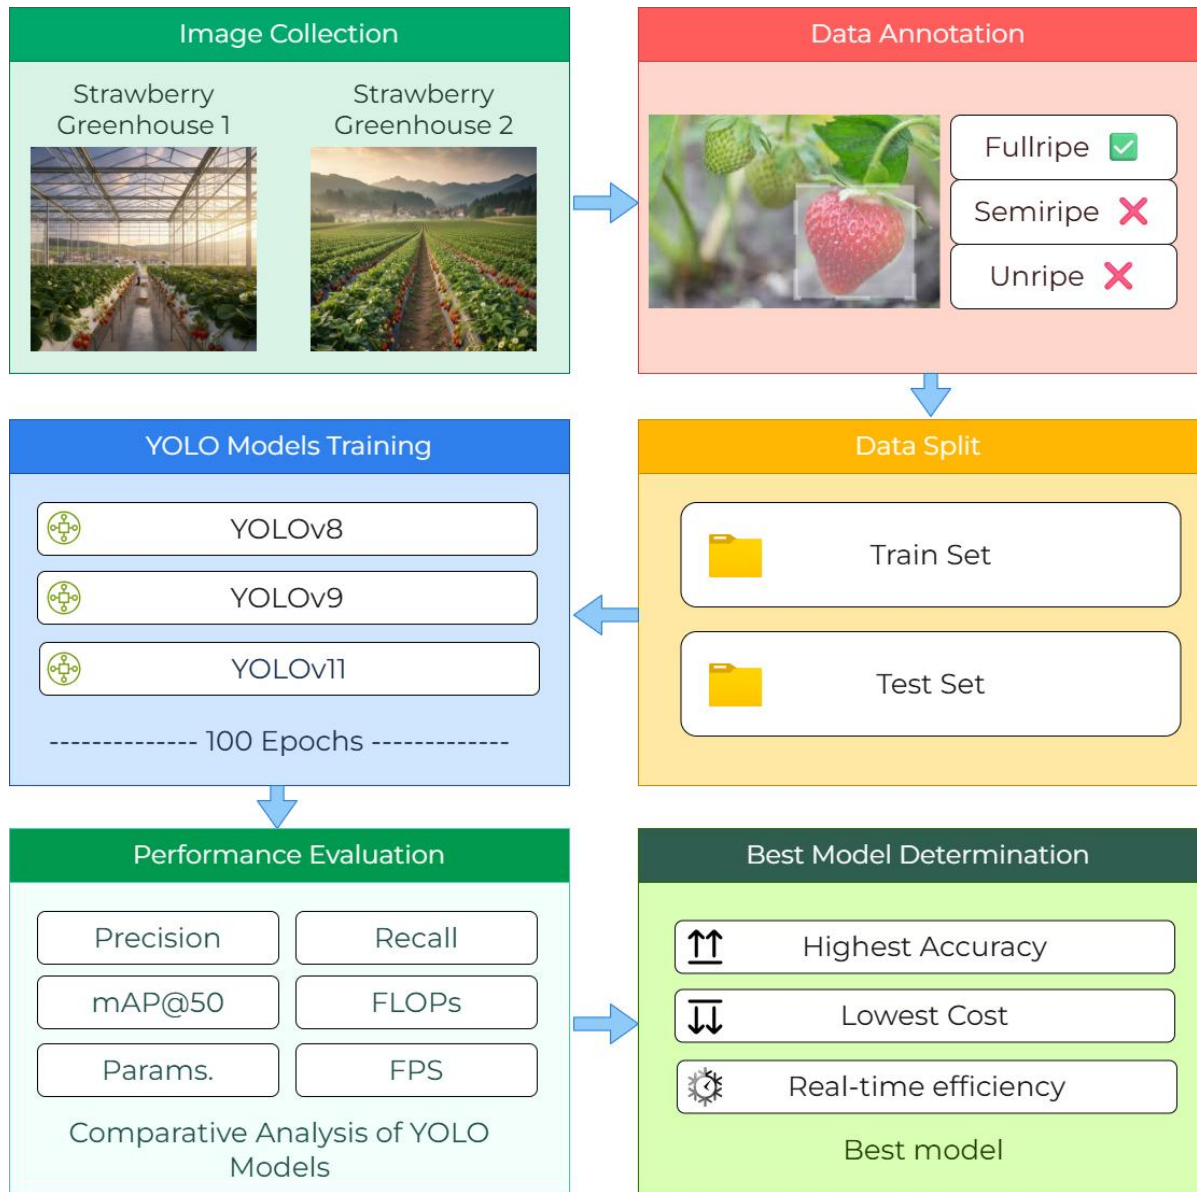 Image Collection
Strawberry
Greenhouse 1
Strawberry
Greenhouse 2
Data Annotation
Fullripe
Semiripe
Unripe
Data Split
Train Set
Test Set
YOLO Models Training
YOLOv8
YOLOv9
YOLOv11
-------------- 100 Epochs -------------
Performance Evaluation
Precision
Recall
mAP@50
FLOPs
Params.
FPS
Comparative Analysis of YOLO
Models
Best Model Determination
Highest Accuracy
Lowest Cost
Real-time efficiency
Best model